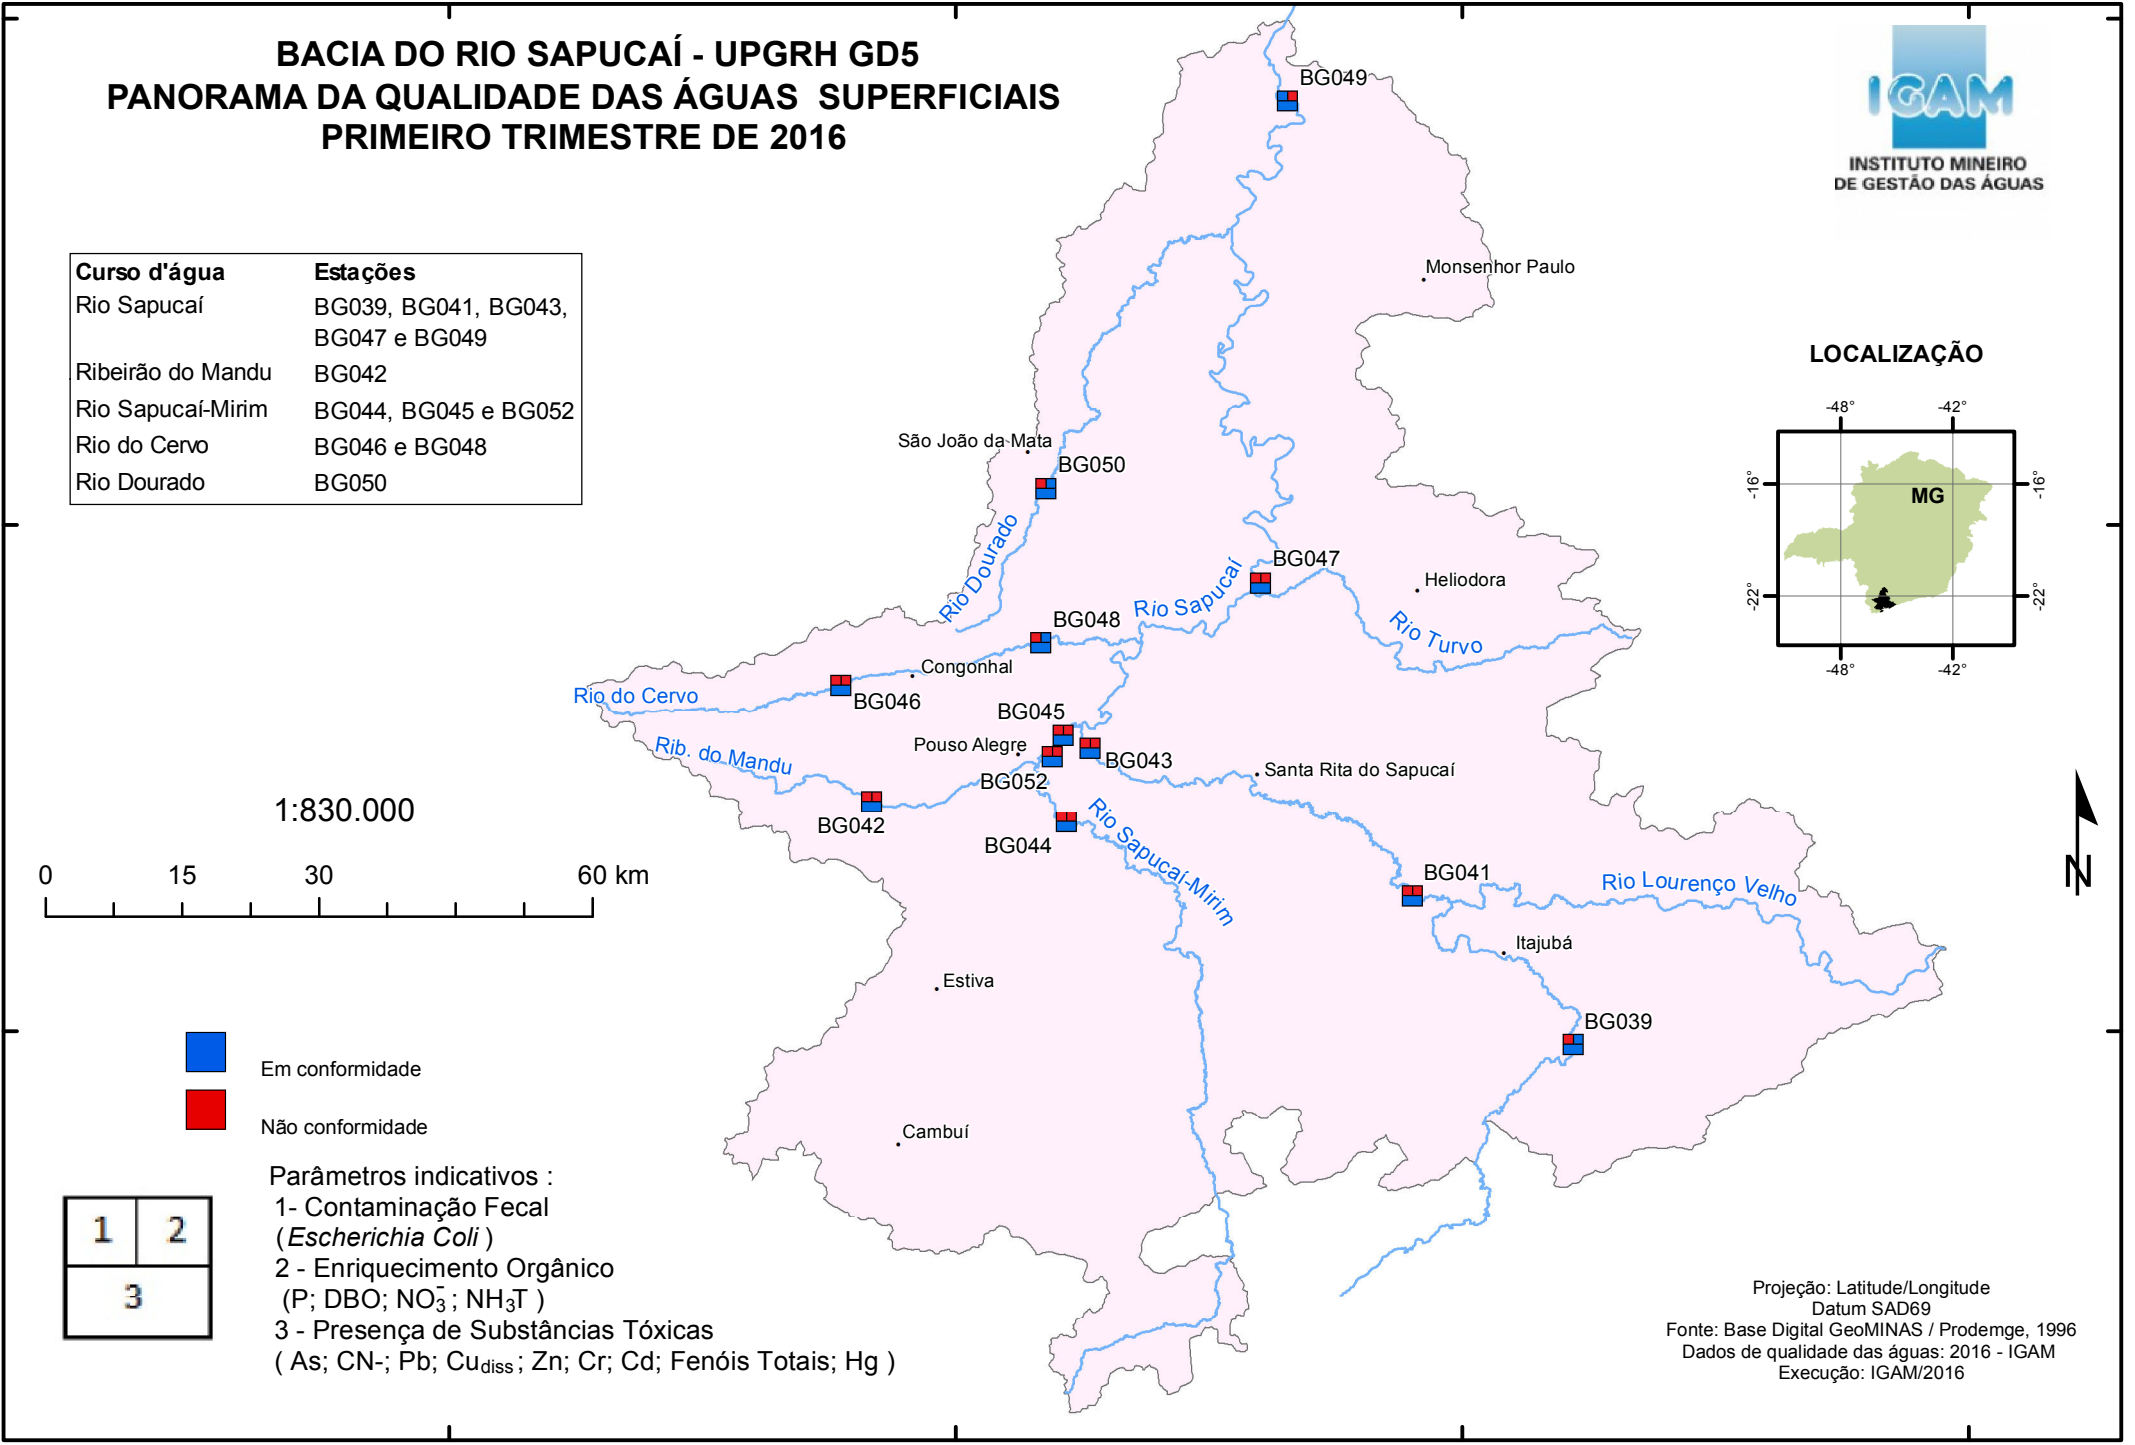 BACIA DO RIO SAPUCAÍ - UPGRH GD5
PANORAMA DA QUALIDADE DAS ÁGUAS SUPERFICIAIS
PRIMEIRO TRIMESTRE DE 2016
IGAM
INSTITUTO MINEIRO
DE GESTÃO DAS ÁGUAS
Curso d'água Estações
Rio Sapucaí BG039, BG041, BG043,
BG047 e BG049
Ribeirão do Mandu BG042
Rio Sapucaí-Mirim BG044, BG045 e BG052
Rio do Cervo BG046 e BG048
Rio Dourado BG050
BG049
Monsenhor Paulo
São João da Mata
BG050
Rio Dourado
BG047
Rio Sapucaí
Heliodora
Rio Turvo
BG048
Congonhal
Rio do Cervo
BG046
BG045
Pouso Alegre
BG043
BG052
Rib. do Mandu
Santa Rita do Sapucaí
BG042
BG044
Rio Sapucaí-Mirim
BG041
Rio Lourenço Velho
Itajubá
Estiva
BG039
Cambuí
LOCALIZAÇÃO
-48° -42°
-16° -16°
MG
-22° -22°
-48° -42°
1:830.000
0 15 30 60 km
N
Em conformidade
Não conformidade
1 2
3
Parâmetros indicativos :
1- Contaminação Fecal
(Escherichia Coli )
2 - Enriquecimento Orgânico
(P; DBO; NO₃⁻; NH₃T )
3 - Presença de Substâncias Tóxicas
( As; CN-; Pb; Cudiss; Zn; Cr; Cd; Fenóis Totais; Hg )
Projeção: Latitude/Longitude
Datum SAD69
Fonte: Base Digital GeoMINAS / Prodemge, 1996
Dados de qualidade das águas: 2016 - IGAM
Execução: IGAM/2016